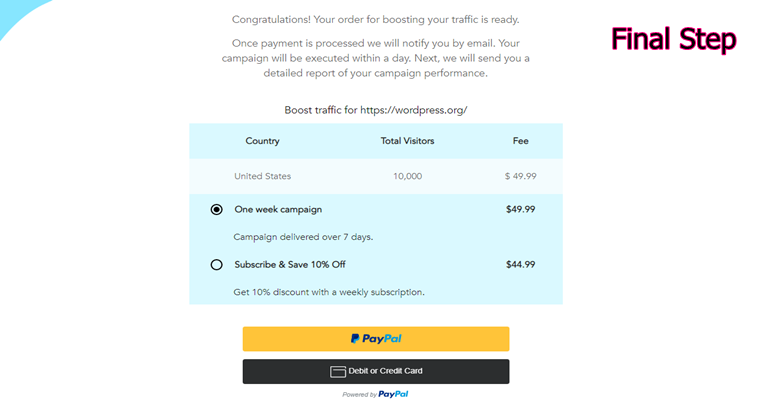 Congratulations! Your order for boosting your traffic is ready.
Final Step
Once payment is processed we will notify you by email. Your
campaign will be executed within a day. Next, we will send you a
detailed report of your campaign performance.
Boost traffic for https://wordpress.org/
Country Total Visitors Fee
United States 10,000 $ 49.99
One week campaign $49.99
Campaign delivered over 7 days.
Subscribe & Save 10% Off $44.99
Get 10% discount with a weekly subscription.
PayPal
Debit or Credit Card
Powered by PayPal